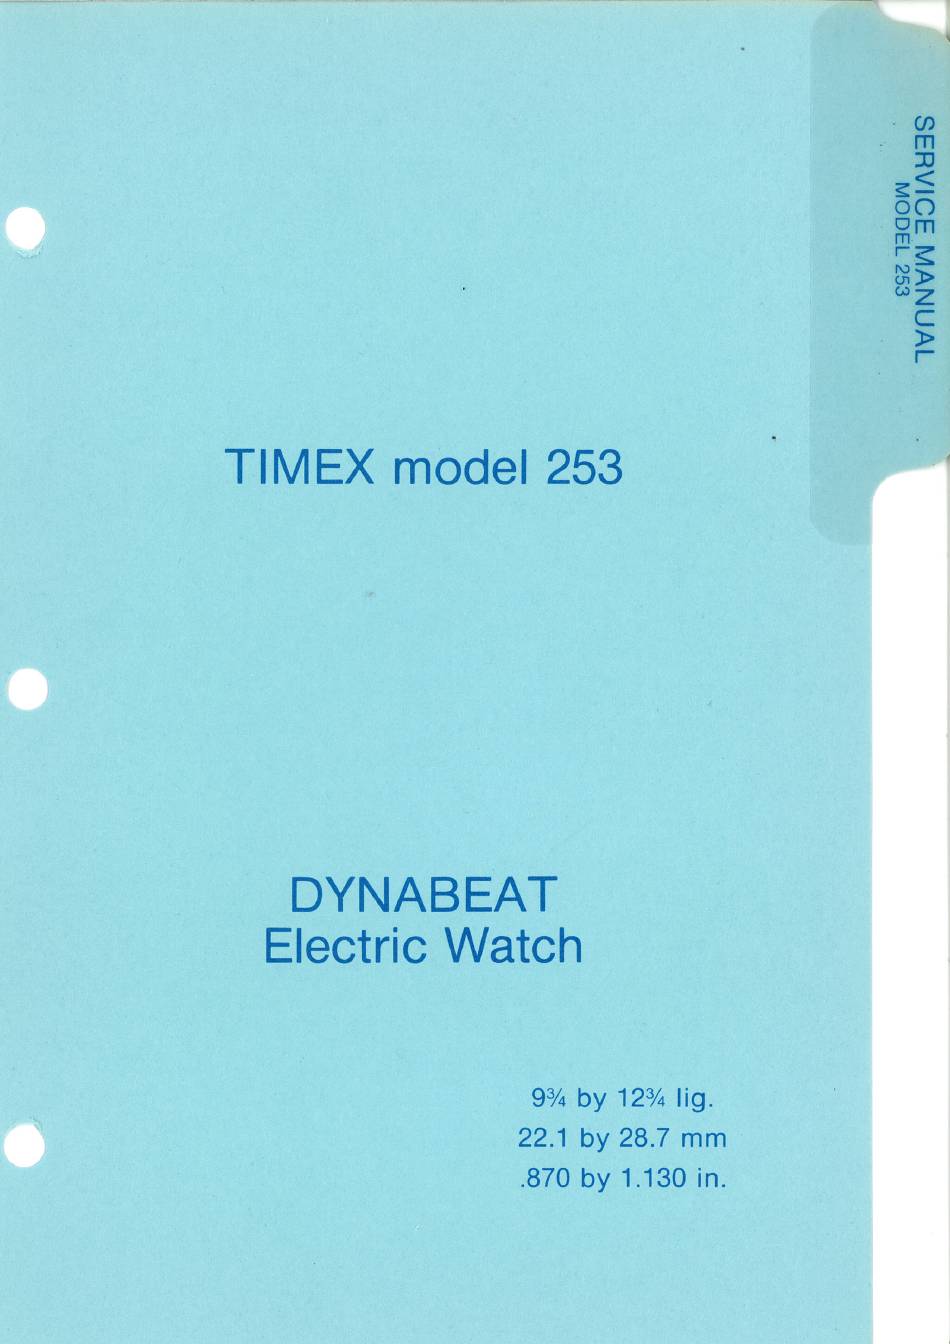 SERVICE MANUAL
MODEL 253
TIMEX model 253
DYNABEAT
Electric Watch
9¾ by 12¾ lig.
22.1 by 28.7 mm
.870 by 1.130 in.